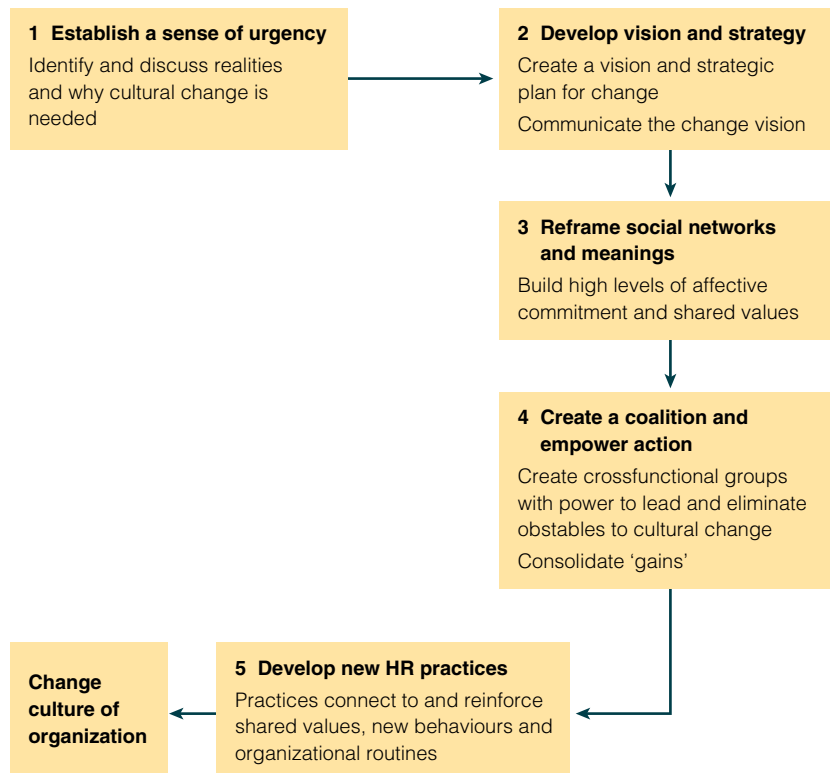 1 Establish a sense of urgency
Identify and discuss realities
and why cultural change is
needed
2 Develop vision and strategy
Create a vision and strategic
plan for change
Communicate the change vision
3 Reframe social networks
and meanings
Build high levels of affective
commitment and shared values
4 Create a coalition and
empower action
Create crossfunctional groups
with power to lead and eliminate
obstables to cultural change
Consolidate ‘gains’
5 Develop new HR practices
Practices connect to and reinforce
shared values, new behaviours and
organizational routines
Change
culture of
organization